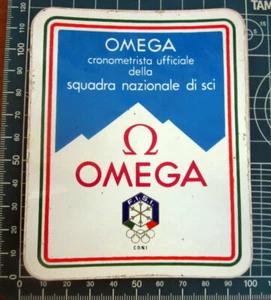 OMEGA
cronometrista ufficiale
della
squadra nazionale di sci
Ω
OMEGA
F.I.S.I
CONI